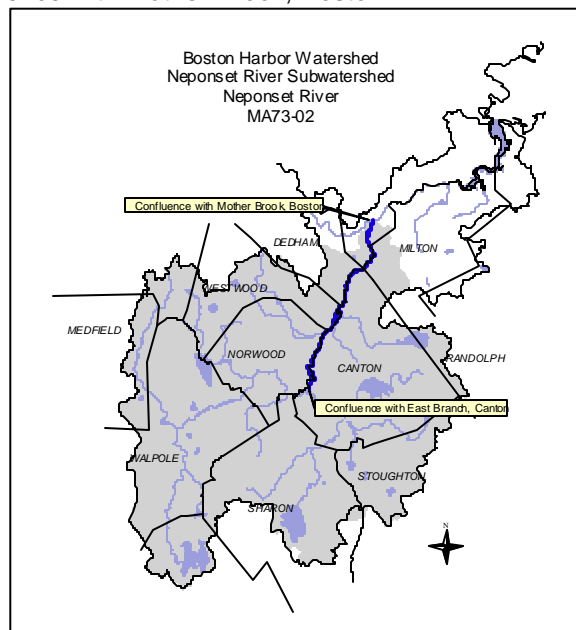 Boston Harbor Watershed
Neponset River Subwatershed
Neponset River
MA73-02
Confluence with Mother Brook, Boston
DEDHAM
MILTON
WESTWOOD
MEDFIELD
NORWOOD
CANTON
RANDOLPH
Confluence with East Branch, Canton
WALPOLE
STOUGHTON
SHARON
N